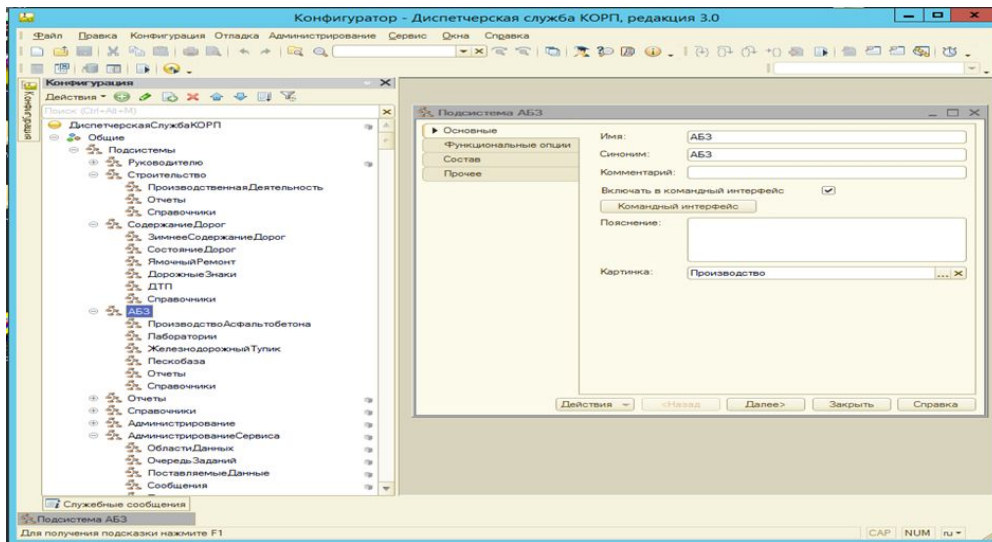 Конфигуратор - Диспетчерская служба КОРП, редакция 3.0
Файл Правка Конфигурация Отладка Администрирование Сервис Окна Справка
Конфигурация
Конфигурация
Действия
Поиск (Ctrl+Alt+M)
ДиспетчерскаяСлужбаКОРП
Общие
Подсистемы
Руководителю
Строительство
ПроизводственнаяДеятельность
Отчеты
Справочники
СодержаниеДорог
ЗимнееСодержаниеДорог
СостояниеДорог
ЯмочныйРемонт
ДорожныеЗнаки
ДТП
Справочники
АБЗ
ПроизводствоАсфальтобетона
Лаборатории
ЖелезнодорожныйТупик
Пескобаза
Отчеты
Справочники
Отчеты
Справочники
Администрирование
АдминистрированиеСервиса
ОбластиДанных
ОчередьЗаданий
ПоставляемыеДанные
Сообщения
Подсистема АБЗ
Основные
Функциональные опции
Состав
Прочее
Имя: АБЗ
Синоним: АБЗ
Комментарий:
Включать в командный интерфейс
Командный интерфейс
Пояснение:
Картинка: Производство
Действия <Назад Далее> Закрыть Справка
Служебные сообщения
Подсистема АБЗ
Для получения подсказки нажмите F1
CAP NUM ru